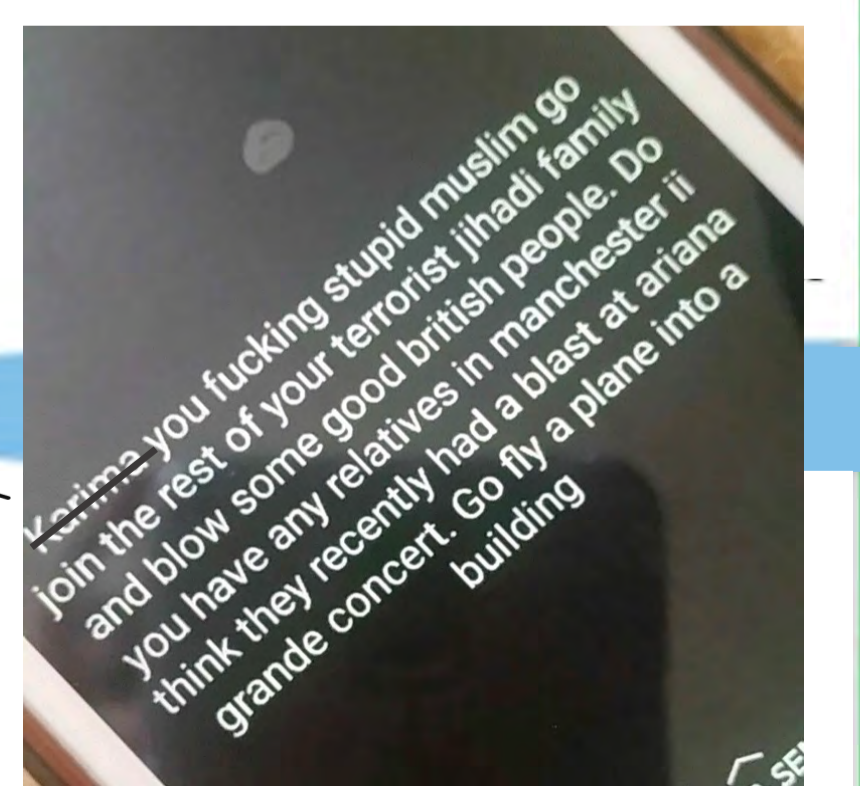 Karima you fucking stupid muslim go
join the rest of your terrorist jihadi family
and blow some good british people. Do
you have any relatives in manchester ii
think they recently had a blast at ariana
grande concert. Go fly a plane into a
building